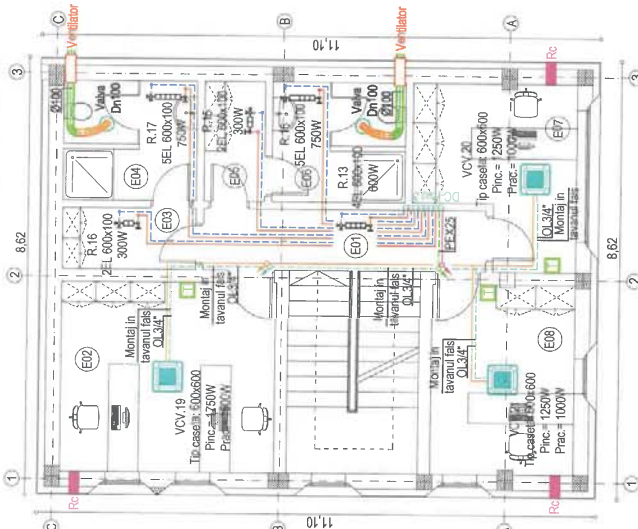 C
B
A
11,10
3
3
Ventilator
Ventilator
Rc
Ø100
Valva
Dn100
R.17
5EL 600x100
750W
R.15
2EL 600x100
300W
5EL 600x100
750W
Valva
Dn100
Ø100
E04
E05
E06
R.13
4EL 600x100
600W
VCV.20
Tip caseta: 600x600
Pinc.= 1250W
Prac.= 1000W
E07
E03
R.16
2EL 600x100
300W
E01
PEX25
OL3/4"
Montaj in
tavanul fals
8,62
8,62
2
2
E02
Montaj in
tavanul fals
OL3/4"
Montaj in
tavanul fals
OL3/4"
Montaj in
tavanul fals
OL3/4"
Montaj in
tavanul fals
OL3/4"
E08
VCV.19
Tip caseta: 600x600
Pinc.= 1750W
Tip caseta: 600x600
Pinc.= 1250W
Prac.= 1000W
1
1
Rc
Rc
11,10